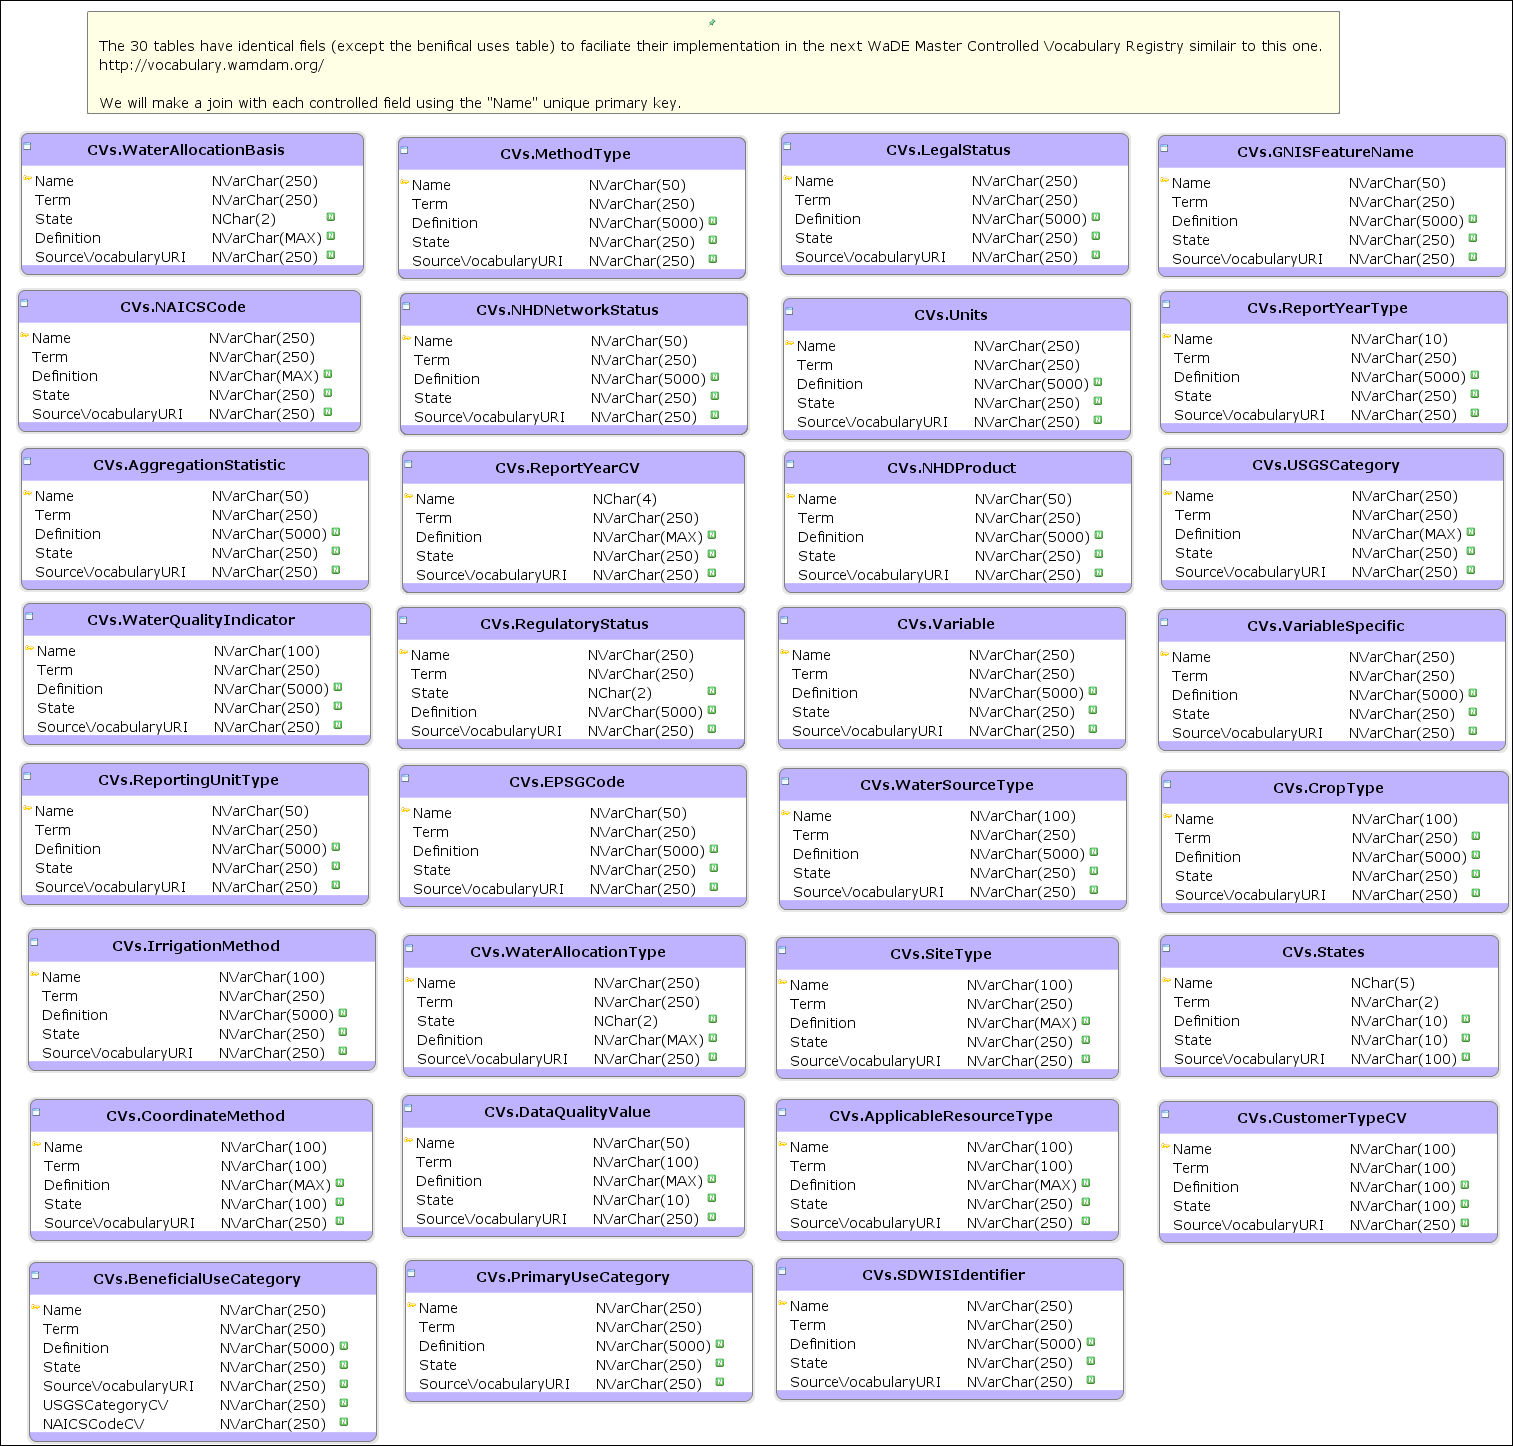 The 30 tables have identical fiels (except the benifical uses table) to faciliate their implementation in the next WaDE Master Controlled Vocabulary Registry similair to this one.
http://vocabulary.wamdam.org/
We will make a join with each controlled field using the "Name" unique primary key.
CVs.WaterAllocationBasis
Name NVarChar(250)
Term NVarChar(250)
State NChar(2) N
Definition NVarChar(MAX) N
SourceVocabularyURI NVarChar(250) N
CVs.MethodType
Name NVarChar(50)
Term NVarChar(250)
Definition NVarChar(5000) N
State NVarChar(250) N
SourceVocabularyURI NVarChar(250) N
CVs.LegalStatus
Name NVarChar(250)
Term NVarChar(250)
Definition NVarChar(5000) N
State NVarChar(250) N
SourceVocabularyURI NVarChar(250) N
CVs.GNISFeatureName
Name NVarChar(50)
Term NVarChar(250)
Definition NVarChar(5000) N
State NVarChar(250) N
SourceVocabularyURI NVarChar(250) N
CVs.NAICSCode
Name NVarChar(250)
Term NVarChar(250)
Definition NVarChar(MAX) N
State NVarChar(250) N
SourceVocabularyURI NVarChar(250) N
CVs.NHDNetworkStatus
Name NVarChar(50)
Term NVarChar(250)
Definition NVarChar(5000) N
State NVarChar(250) N
SourceVocabularyURI NVarChar(250) N
CVs.Units
Name NVarChar(250)
Term NVarChar(250)
Definition NVarChar(5000) N
State NVarChar(250) N
SourceVocabularyURI NVarChar(250) N
CVs.ReportYearType
Name NVarChar(10)
Term NVarChar(250)
Definition NVarChar(5000) N
State NVarChar(250) N
SourceVocabularyURI NVarChar(250) N
CVs.AggregationStatistic
Name NVarChar(50)
Term NVarChar(250)
Definition NVarChar(5000) N
State NVarChar(250) N
SourceVocabularyURI NVarChar(250) N
CVs.ReportYearCV
Name NChar(4)
Term NVarChar(250)
Definition NVarChar(MAX) N
State NVarChar(250) N
SourceVocabularyURI NVarChar(250) N
CVs.NHDProduct
Name NVarChar(50)
Term NVarChar(250)
Definition NVarChar(5000) N
State NVarChar(250) N
SourceVocabularyURI NVarChar(250) N
CVs.USGSCategory
Name NVarChar(250)
Term NVarChar(250)
Definition NVarChar(MAX) N
State NVarChar(250) N
SourceVocabularyURI NVarChar(250) N
CVs.WaterQualityIndicator
Name NVarChar(100)
Term NVarChar(250)
Definition NVarChar(5000) N
State NVarChar(250) N
SourceVocabularyURI NVarChar(250) N
CVs.RegulatoryStatus
Name NVarChar(250)
Term NVarChar(250)
State NChar(2) N
Definition NVarChar(5000) N
SourceVocabularyURI NVarChar(250) N
CVs.Variable
Name NVarChar(250)
Term NVarChar(250)
Definition NVarChar(5000) N
State NVarChar(250) N
SourceVocabularyURI NVarChar(250) N
CVs.VariableSpecific
Name NVarChar(250)
Term NVarChar(250)
Definition NVarChar(5000) N
State NVarChar(250) N
SourceVocabularyURI NVarChar(250) N
CVs.ReportingUnitType
Name NVarChar(50)
Term NVarChar(250)
Definition NVarChar(5000) N
State NVarChar(250) N
SourceVocabularyURI NVarChar(250) N
CVs.EPSGCode
Name NVarChar(50)
Term NVarChar(250)
Definition NVarChar(5000) N
State NVarChar(250) N
SourceVocabularyURI NVarChar(250) N
CVs.WaterSourceType
Name NVarChar(100)
Term NVarChar(250)
Definition NVarChar(5000) N
State NVarChar(250) N
SourceVocabularyURI NVarChar(250) N
CVs.CropType
Name NVarChar(100)
Term NVarChar(250) N
Definition NVarChar(5000) N
State NVarChar(250) N
SourceVocabularyURI NVarChar(250) N
CVs.IrrigationMethod
Name NVarChar(100)
Term NVarChar(250)
Definition NVarChar(5000) N
State NVarChar(250) N
SourceVocabularyURI NVarChar(250) N
CVs.WaterAllocationType
Name NVarChar(250)
Term NVarChar(250)
State NChar(2) N
Definition NVarChar(MAX) N
SourceVocabularyURI NVarChar(250) N
CVs.SiteType
Name NVarChar(100)
Term NVarChar(250)
Definition NVarChar(MAX) N
State NVarChar(250) N
SourceVocabularyURI NVarChar(250) N
CVs.States
Name NChar(5)
Term NVarChar(2)
Definition NVarChar(10) N
State NVarChar(10) N
SourceVocabularyURI NVarChar(100) N
CVs.CoordinateMethod
Name NVarChar(100)
Term NVarChar(100)
Definition NVarChar(MAX) N
State NVarChar(100) N
SourceVocabularyURI NVarChar(250) N
CVs.DataQualityValue
Name NVarChar(50)
Term NVarChar(100)
Definition NVarChar(MAX) N
State NVarChar(10) N
SourceVocabularyURI NVarChar(250) N
CVs.ApplicableResourceType
Name NVarChar(100)
Term NVarChar(100)
Definition NVarChar(MAX) N
State NVarChar(250) N
SourceVocabularyURI NVarChar(250) N
CVs.CustomerTypeCV
Name NVarChar(100)
Term NVarChar(100)
Definition NVarChar(100) N
State NVarChar(100) N
SourceVocabularyURI NVarChar(250) N
CVs.BeneficialUseCategory
Name NVarChar(250)
Term NVarChar(250)
Definition NVarChar(5000) N
State NVarChar(250) N
SourceVocabularyURI NVarChar(250) N
USGSCategoryCV NVarChar(250) N
NAICSCodeCV NVarChar(250) N
CVs.PrimaryUseCategory
Name NVarChar(250)
Term NVarChar(250)
Definition NVarChar(5000) N
State NVarChar(250) N
SourceVocabularyURI NVarChar(250) N
CVs.SDWISIdentifier
Name NVarChar(250)
Term NVarChar(250)
Definition NVarChar(5000) N
State NVarChar(250) N
SourceVocabularyURI NVarChar(250) N